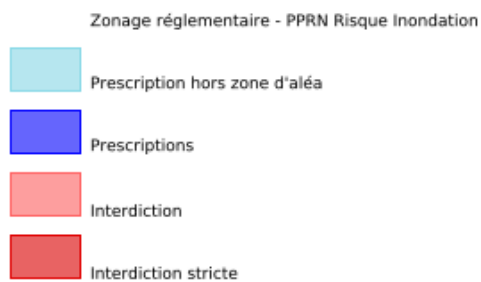 Zonage réglementaire - PPRN Risque Inondation
Prescription hors zone d'aléa
Prescriptions
Interdiction
Interdiction stricte